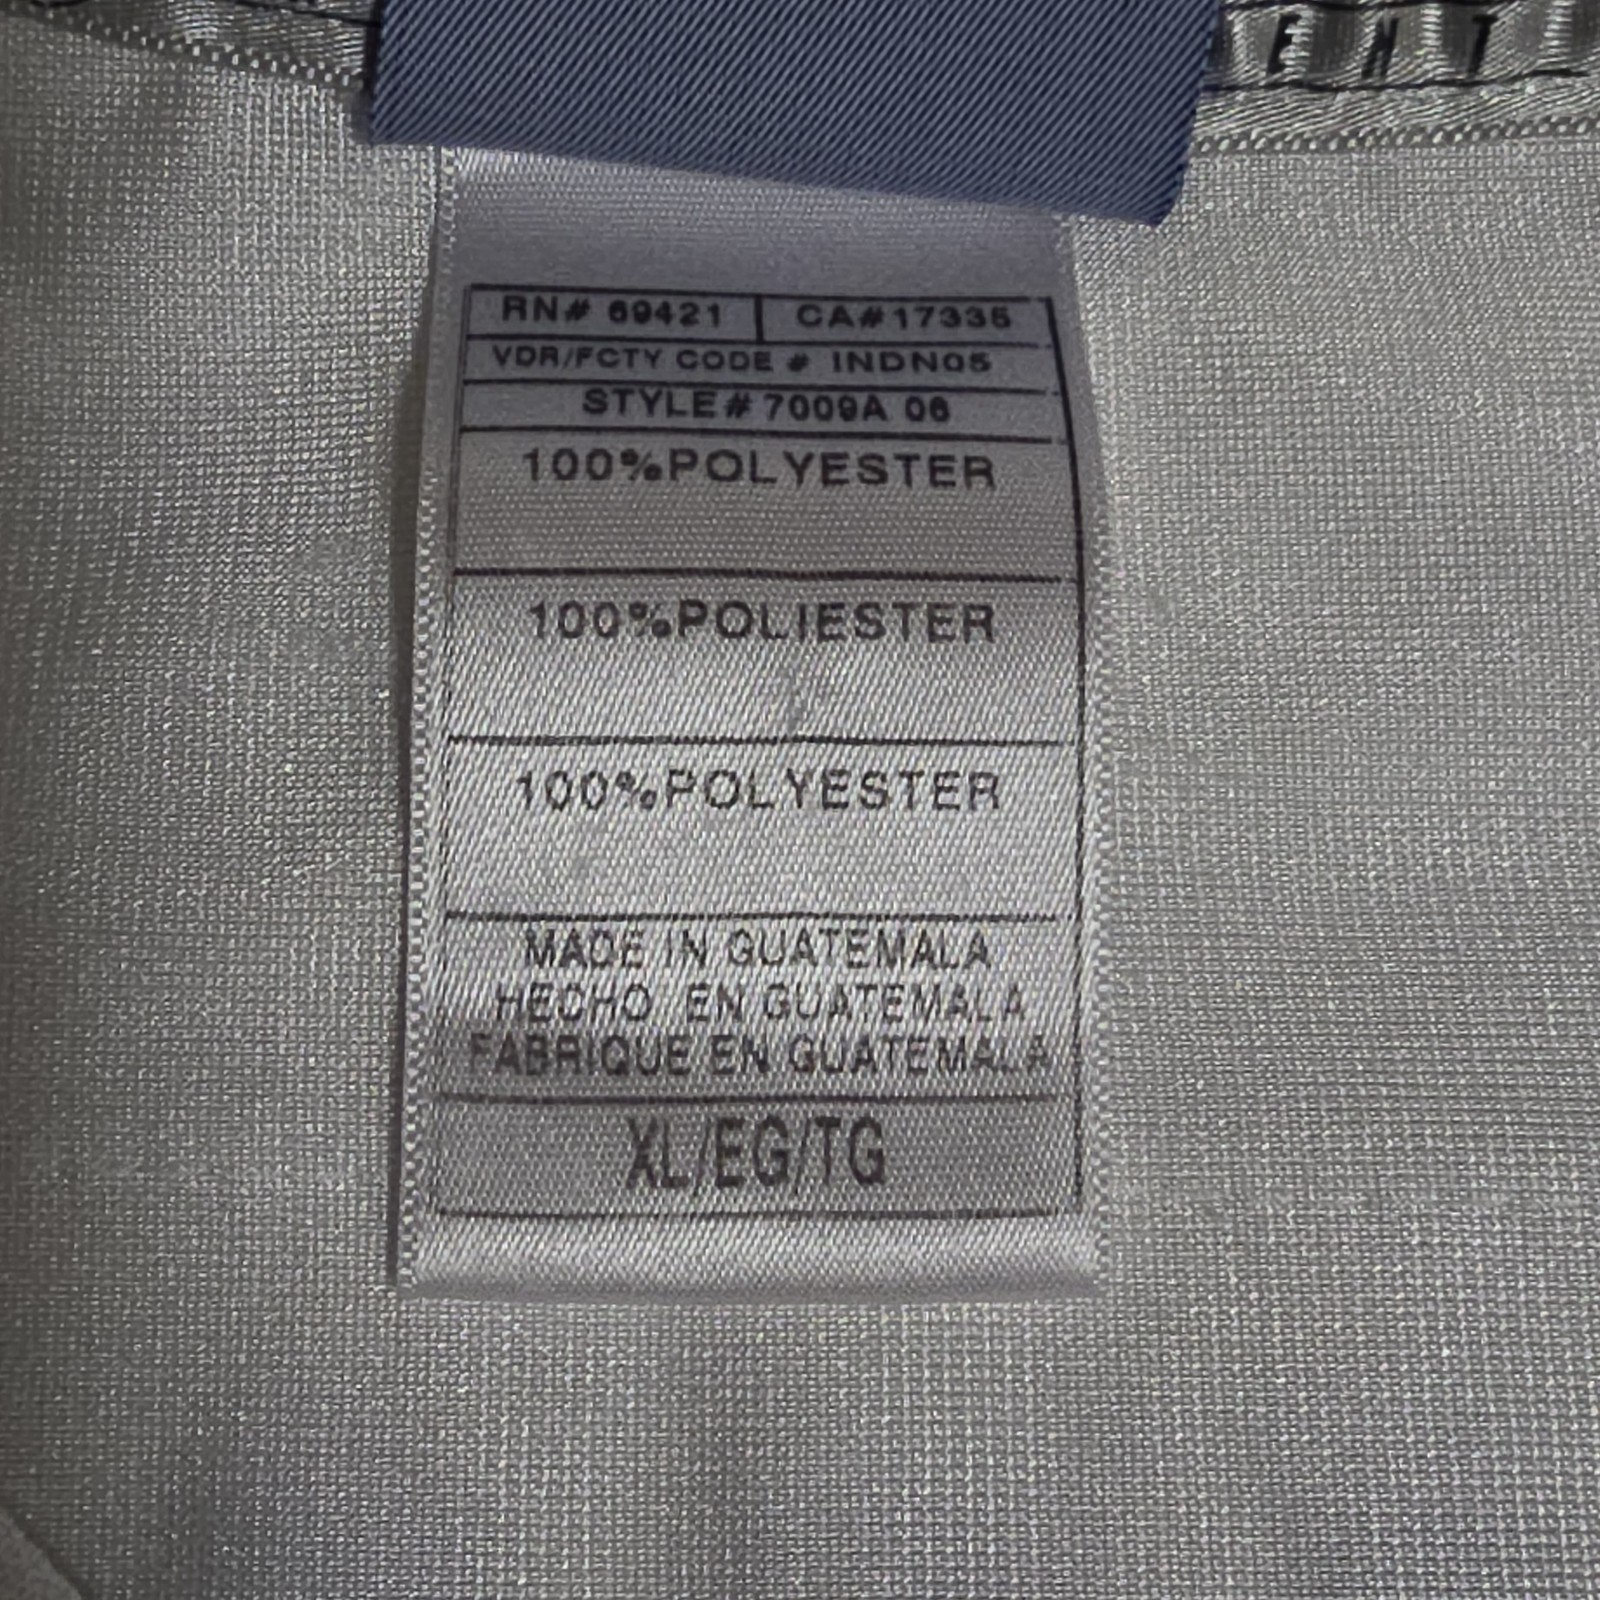 E N T
RN# 69421 CA#17335
VDR/FCTY CODE # INDN05
STYLE# 7009A 06
100%POLYESTER
100%POLIESTER
100%POLYESTER
MADE IN GUATEMALA
HECHO EN GUATEMALA
FABRIQUE EN GUATEMALA
XL/EG/TG